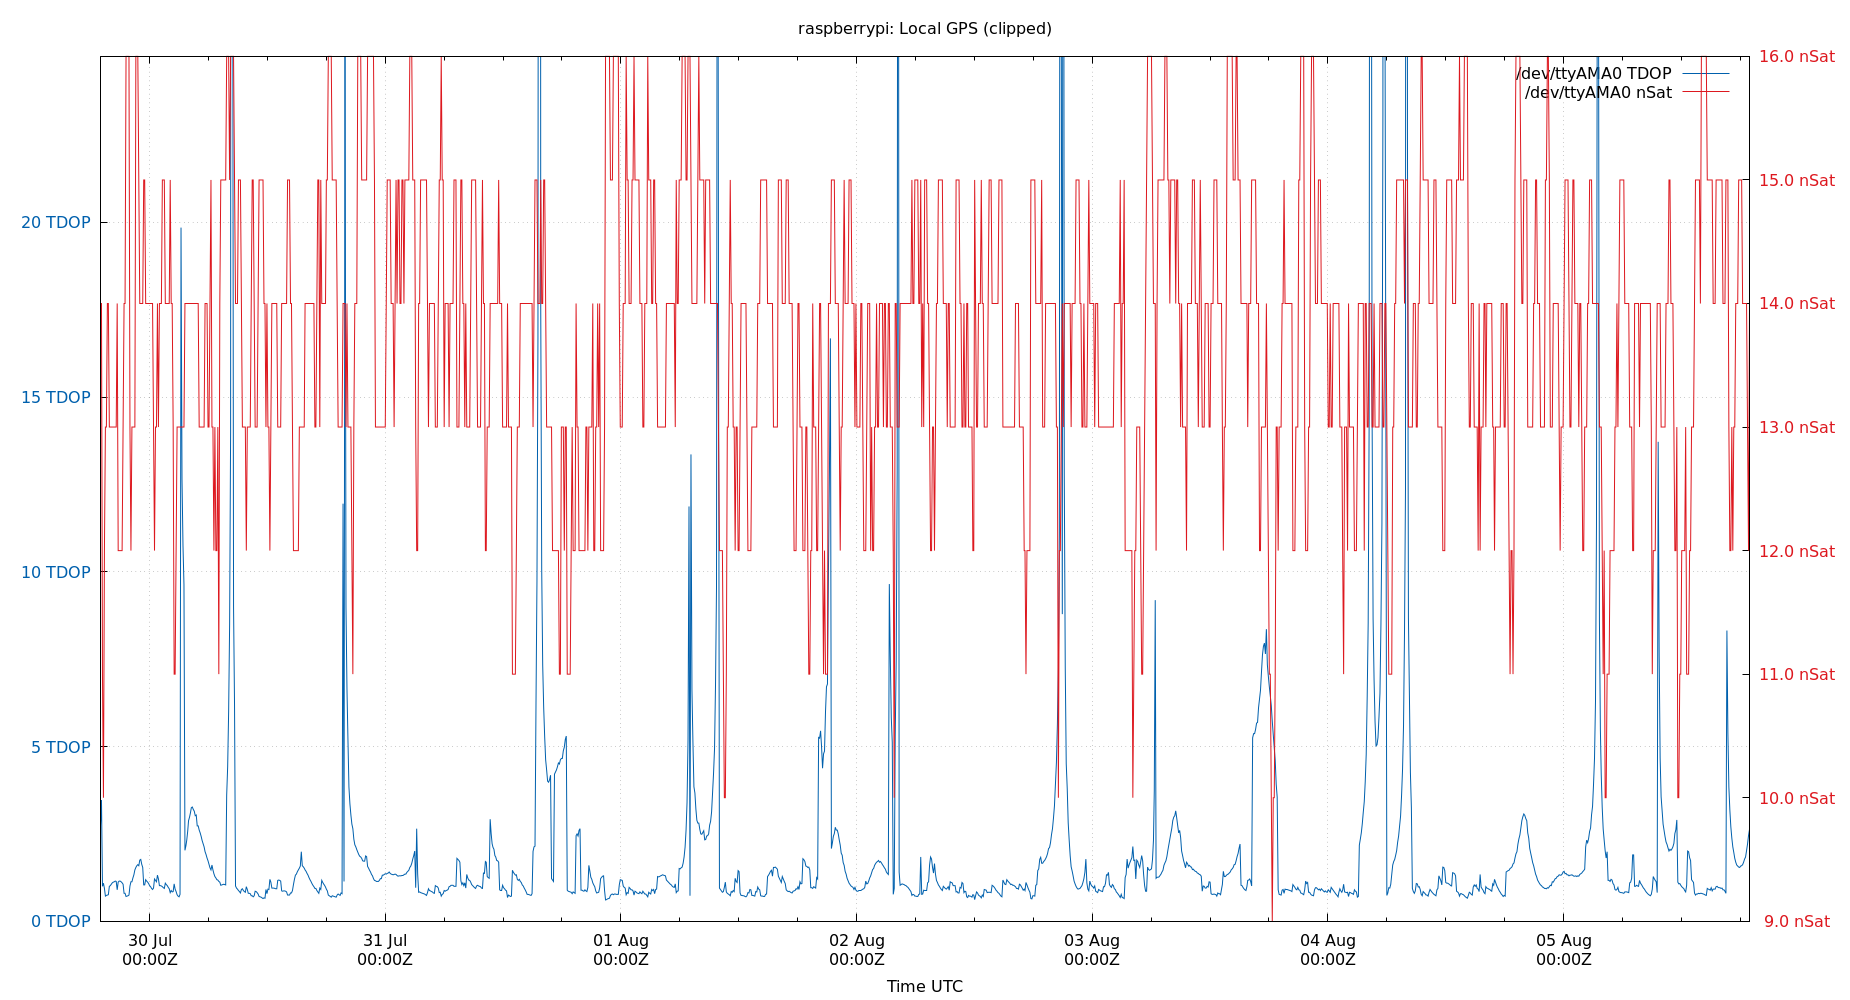 raspberrypi: Local GPS (clipped)
/dev/ttyAMA0 TDOP
/dev/ttyAMA0 nSat
20 TDOP
15 TDOP
10 TDOP
5 TDOP
0 TDOP
16.0 nSat
15.0 nSat
14.0 nSat
13.0 nSat
12.0 nSat
11.0 nSat
10.0 nSat
9.0 nSat
30 Jul
00:00Z
31 Jul
00:00Z
01 Aug
00:00Z
02 Aug
00:00Z
03 Aug
00:00Z
04 Aug
00:00Z
05 Aug
00:00Z
Time UTC